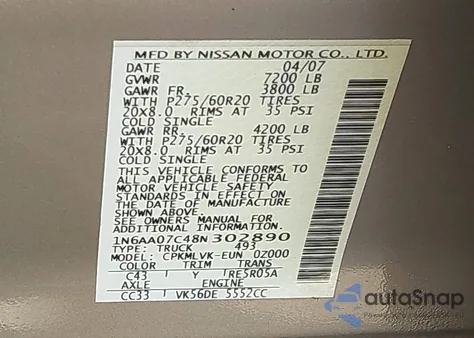 MFD BY NISSAN MOTOR CO., LTD.
DATE 04/07
GVWR 7200 LB
GAWR FR. 3800 LB
WITH P275/60R20 TIRES
20X8.0 RIMS AT 35 PSI
COLD SINGLE
GAWR RR. 4200 LB
WITH P275/60R20 TIRES
20X8.0 RIMS AT 35 PSI
COLD SINGLE
THIS VEHICLE CONFORMS TO
ALL APPLICABLE FEDERAL
MOTOR VEHICLE SAFETY
STANDARDS IN EFFECT ON
THE DATE OF MANUFACTURE
SHOWN ABOVE.
SEE OWNERS MANUAL FOR
ADDITIONAL INFORMATION
1N6AA07C48N 302890
TYPE: TRUCK 493
MODEL: CPKMLVK-EUN 0Z000
COLOR TRIM TRANS
C43 Y RE5R05A
AXLE ENGINE
CC33 VK56DE 5552CC
autoSnap